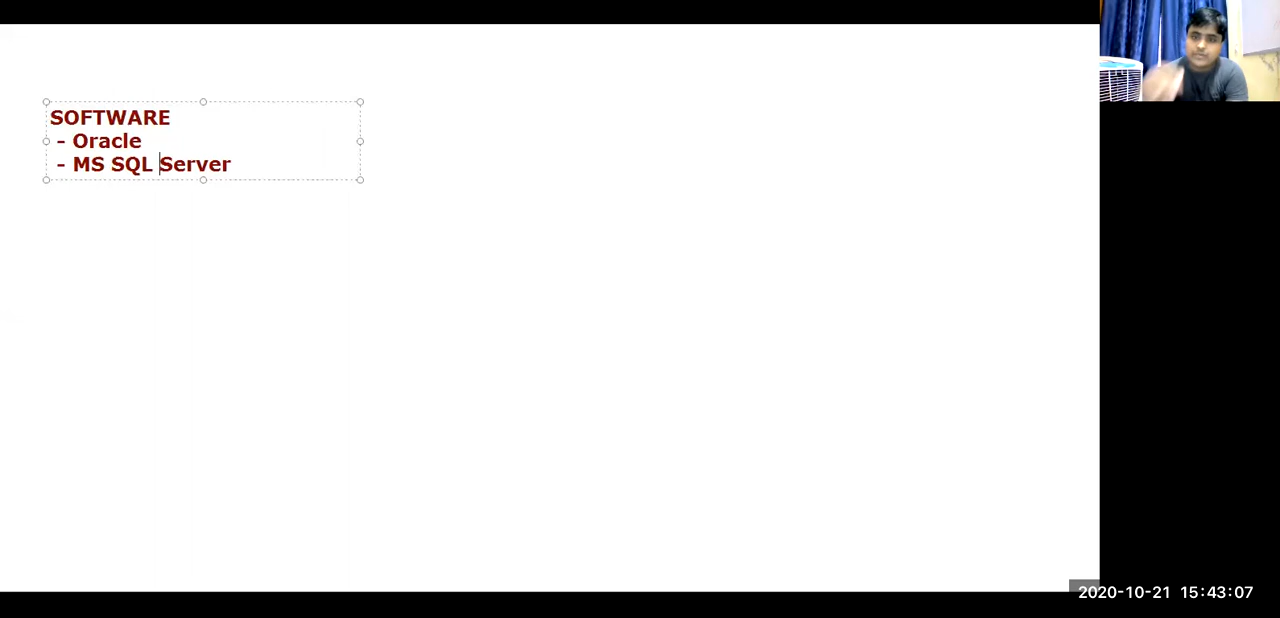 SOFTWARE
- Oracle
- MS SQL Server
2020-10-21 15:43:07